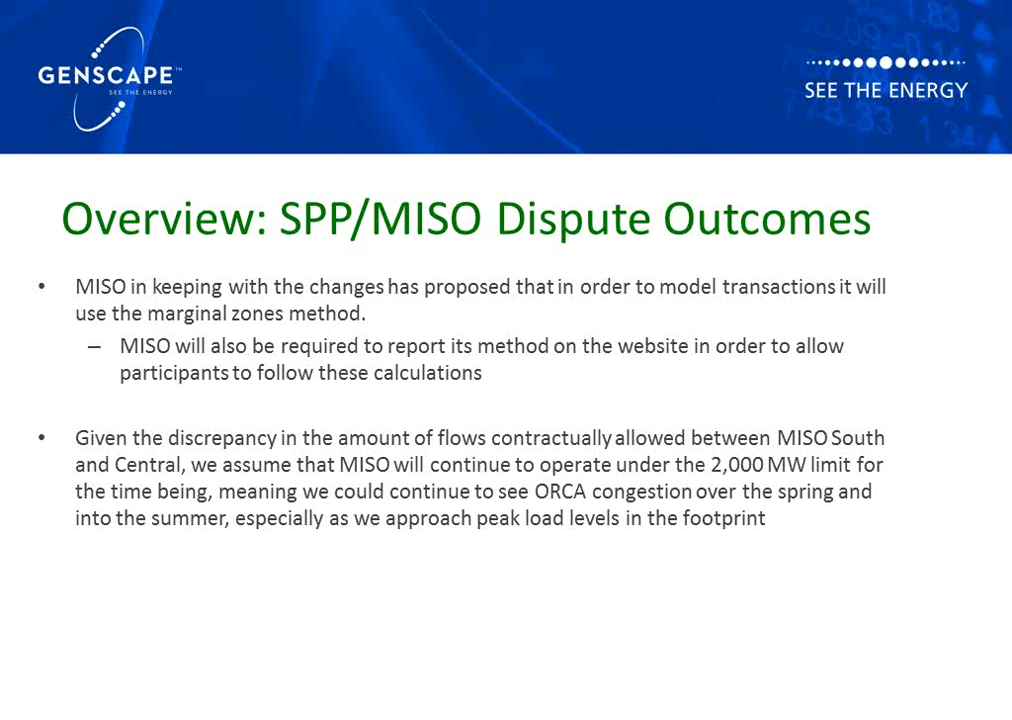 GENSCAPE™
SEE THE ENERGY
SEE THE ENERGY
Overview: SPP/MISO Dispute Outcomes
• MISO in keeping with the changes has proposed that in order to model transactions it will
use the marginal zones method.
– MISO will also be required to report its method on the website in order to allow
participants to follow these calculations
• Given the discrepancy in the amount of flows contractually allowed between MISO South
and Central, we assume that MISO will continue to operate under the 2,000 MW limit for
the time being, meaning we could continue to see ORCA congestion over the spring and
into the summer, especially as we approach peak load levels in the footprint